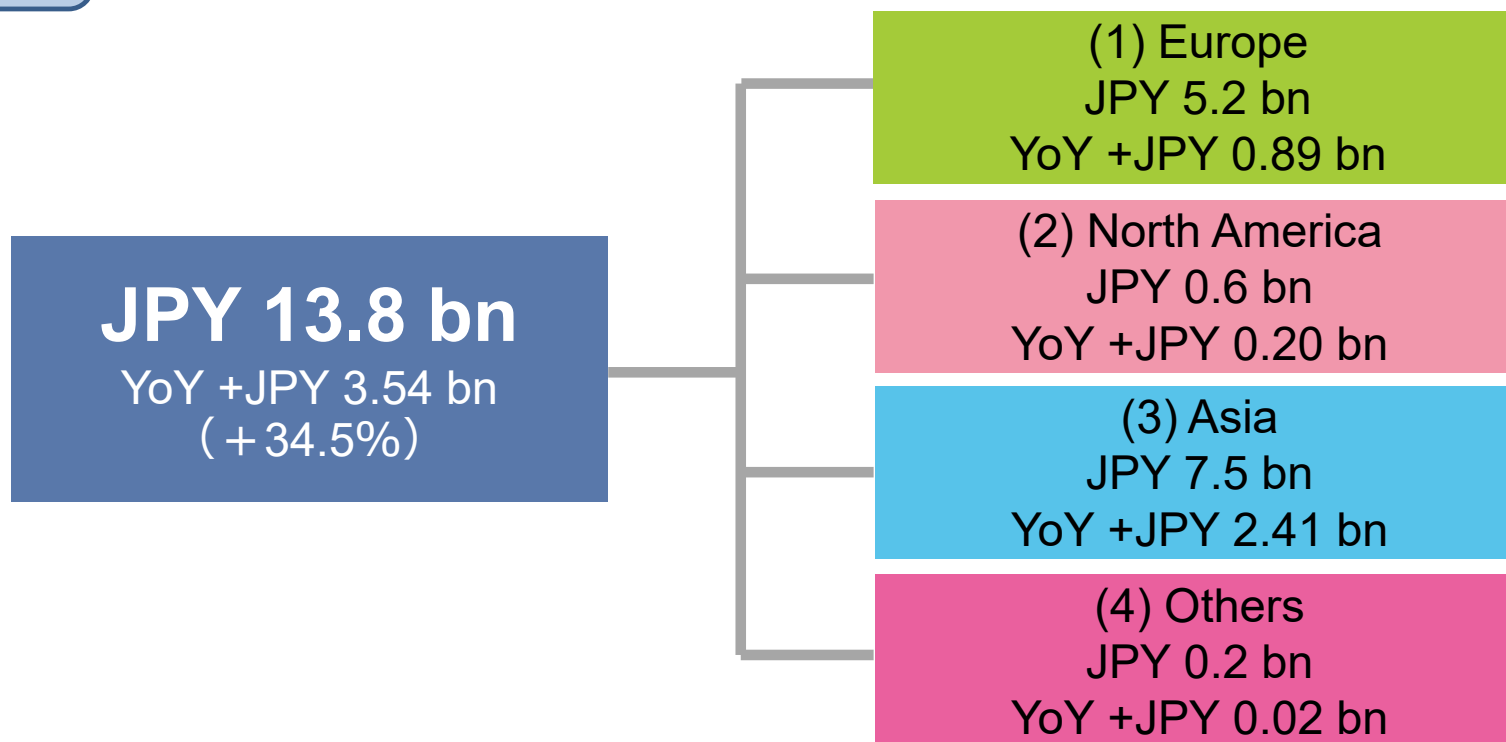 JPY 13.8 bn
YoY +JPY 3.54 bn
（＋34.5%）
(1) Europe
JPY 5.2 bn
YoY +JPY 0.89 bn
(2) North America
JPY 0.6 bn
YoY +JPY 0.20 bn
(3) Asia
JPY 7.5 bn
YoY +JPY 2.41 bn
(4) Others
JPY 0.2 bn
YoY +JPY 0.02 bn